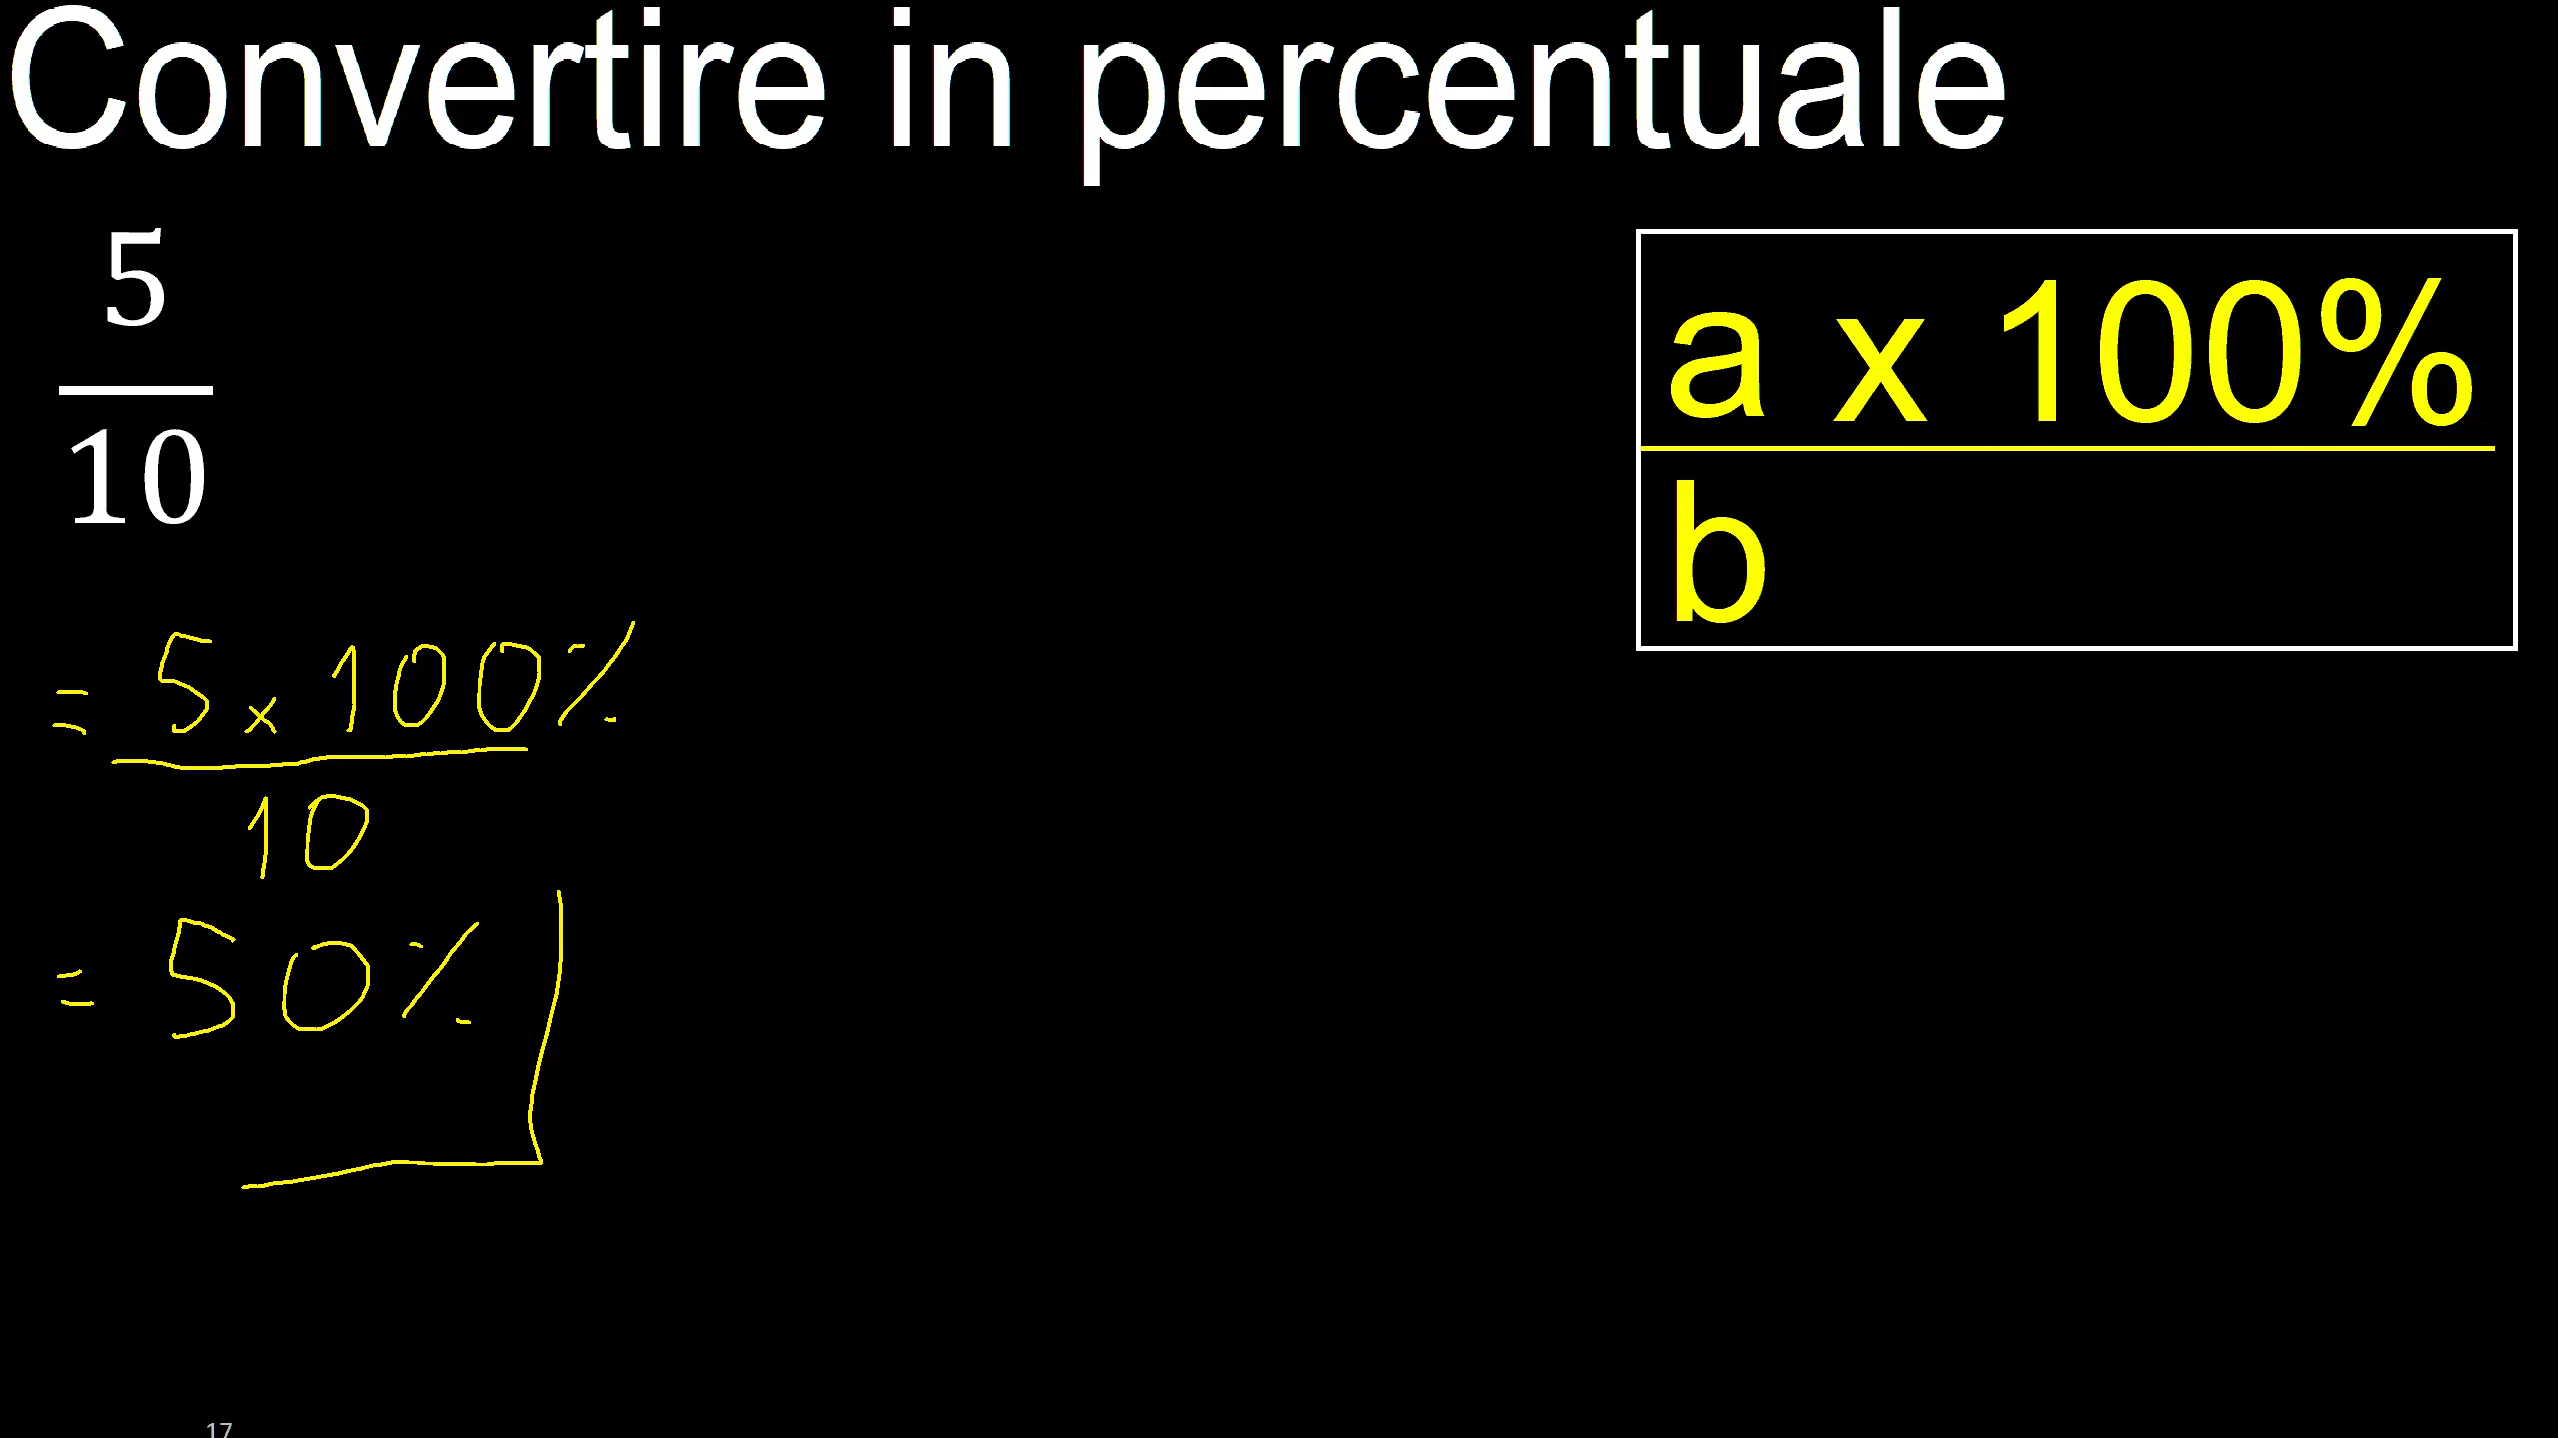 Convertire in percentuale
5
10
a x 100%
b
= 5 x 100%
10
= 50%
17